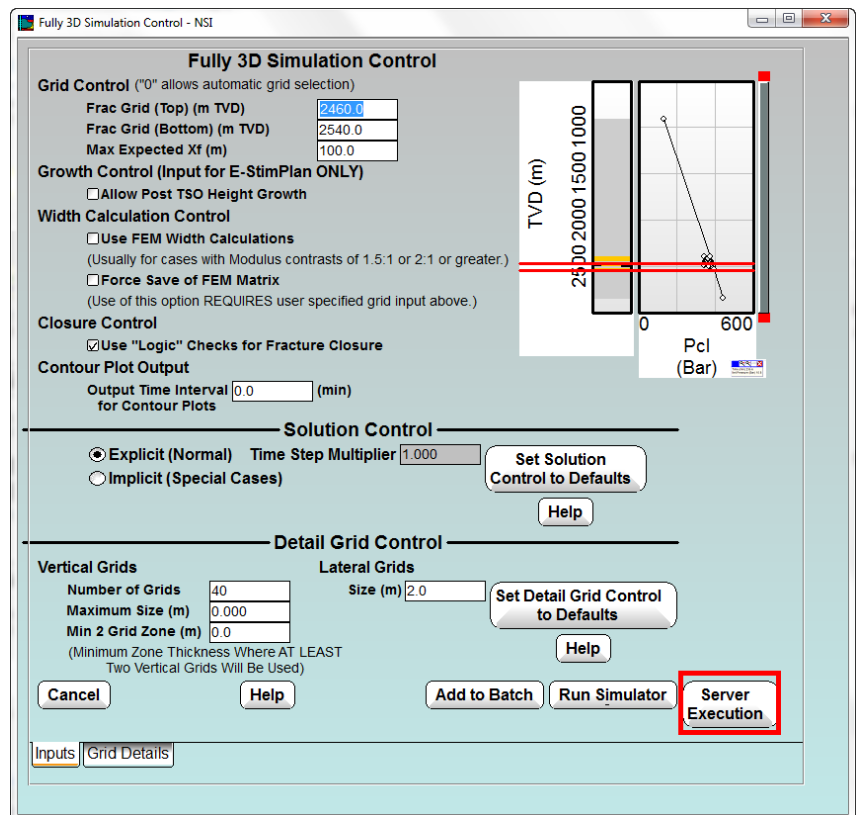 Fully 3D Simulation Control - NSI
Fully 3D Simulation Control
Grid Control ("0" allows automatic grid selection)
Frac Grid (Top) (m TVD) 2460.0
Frac Grid (Bottom) (m TVD) 2540.0
Max Expected Xf (m) 100.0
Growth Control (Input for E-StimPlan ONLY)
Allow Post TSO Height Growth
Width Calculation Control
Use FEM Width Calculations
(Usually for cases with Modulus contrasts of 1.5:1 or 2:1 or greater.)
Force Save of FEM Matrix
(Use of this option REQUIRES user specified grid input above.)
Closure Control
Use "Logic" Checks for Fracture Closure
Contour Plot Output
Output Time Interval 0.0 (min)
for Contour Plots
TVD (m)
1000
1500
2000
2500
0 600
Pcl
(Bar)
Solution Control
Explicit (Normal) Time Step Multiplier 1.000
Implicit (Special Cases)
Set Solution
Control to Defaults
Help
Detail Grid Control
Vertical Grids Lateral Grids
Number of Grids 40 Size (m) 2.0
Maximum Size (m) 0.000
Min 2 Grid Zone (m) 0.0
(Minimum Zone Thickness Where AT LEAST
Two Vertical Grids Will Be Used)
Set Detail Grid Control
to Defaults
Help
Cancel Help Add to Batch Run Simulator Server
Execution
Inputs Grid Details